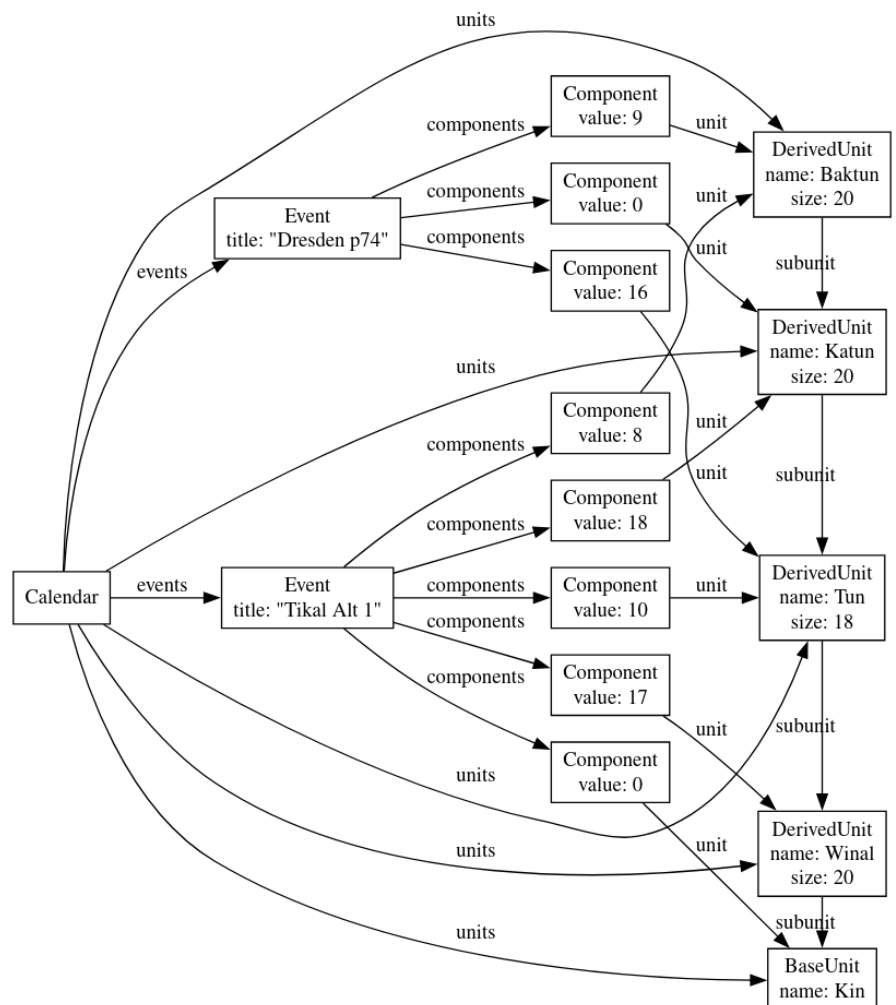 units
Component
value: 9
components
unit
DerivedUnit
name: Baktun
size: 20
Component
value: 0
components
unit
Event
title: "Dresden p74"
components
unit
events
Component
value: 16
subunit
DerivedUnit
name: Katun
size: 20
units
Component
value: 8
components
unit
Component
value: 18
components
unit
subunit
Calendar
events
Event
title: "Tikal Alt 1"
components
Component
value: 10
unit
DerivedUnit
name: Tun
size: 18
components
Component
value: 17
components
unit
subunit
Component
value: 0
units
unit
DerivedUnit
name: Winal
size: 20
units
subunit
units
BaseUnit
name: Kin